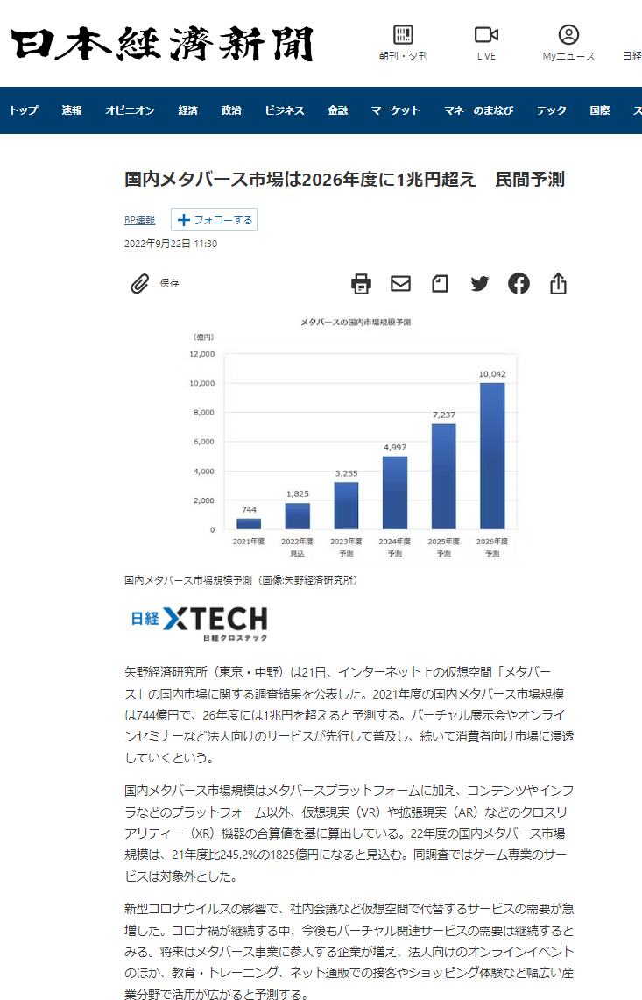 日本経済新聞
朝刊・夕刊
LIVE
Myニュース
日経
トップ 速報 オピニオン 経済 政治 ビジネス 金融 マーケット マネーのまなび テック 国際 ス
国内メタバース市場は2026年度に1兆円超え 民間予測
BP速報 フォローする
2022年9月22日 11:30
保存
メタバースの国内市場規模予測
（億円）
12,000
10,000
8,000
6,000
4,000
2,000
0
744
1,825
3,255
4,997
7,237
10,042
2021年度 2022年度 2023年度 2024年度 2025年度 2026年度
見込 予測 予測 予測 予測
国内メタバース市場規模予測（画像:矢野経済研究所）
日経 XTECH
日経クロステック
矢野経済研究所（東京・中野）は21日、インターネット上の仮想空間「メタバー
ス」の国内市場に関する調査結果を公表した。2021年度の国内メタバース市場規模
は744億円で、26年度には1兆円を超えると予測する。バーチャル展示会やオンライ
ンセミナーなど法人向けのサービスが先行して普及し、続いて消費者向け市場に浸透
していくという。
国内メタバース市場規模はメタバースプラットフォームに加え、コンテンツやインフ
ラなどのプラットフォーム以外、仮想現実（VR）や拡張現実（AR）などのクロスリ
アリティー（XR）機器の合算値を基に算出している。22年度の国内メタバース市場
規模は、21年度比245.2%の1825億円になると見込む。同調査ではゲーム専業のサー
ビスは対象外とした。
新型コロナウイルスの影響で、社内会議など仮想空間で代替するサービスの需要が急
増した。コロナ禍が継続する中、今後もバーチャル関連サービスの需要は継続すると
みる。将来はメタバース事業に参入する企業が増え、法人向けのオンラインイベント
のほか、教育・トレーニング、ネット通販での接客やショッピング体験など幅広い産
業分野で活用が広がると予測する。